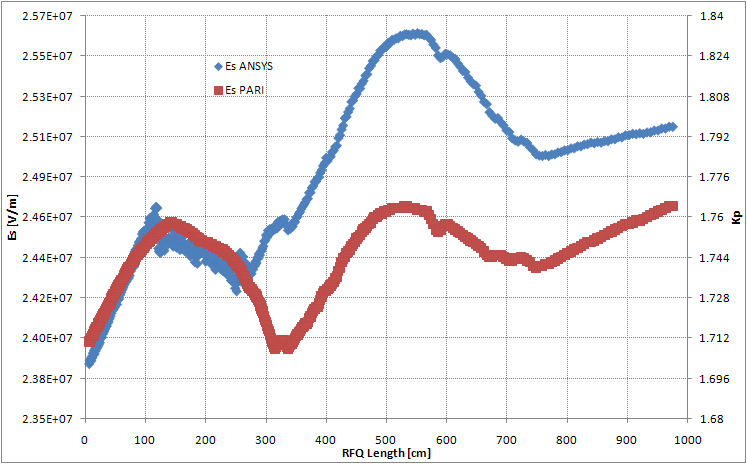 2.57E+07
2.55E+07
2.53E+07
2.51E+07
2.49E+07
2.46E+07
2.44E+07
2.42E+07
2.40E+07
2.38E+07
2.35E+07
Es [V/m]
Es ANSYS
Es PARI
1.84
1.824
1.808
1.792
1.776
1.76
1.744
1.728
1.712
1.696
1.68
Kp
0 100 200 300 400 500 600 700 800 900 1000
RFQ Length [cm]